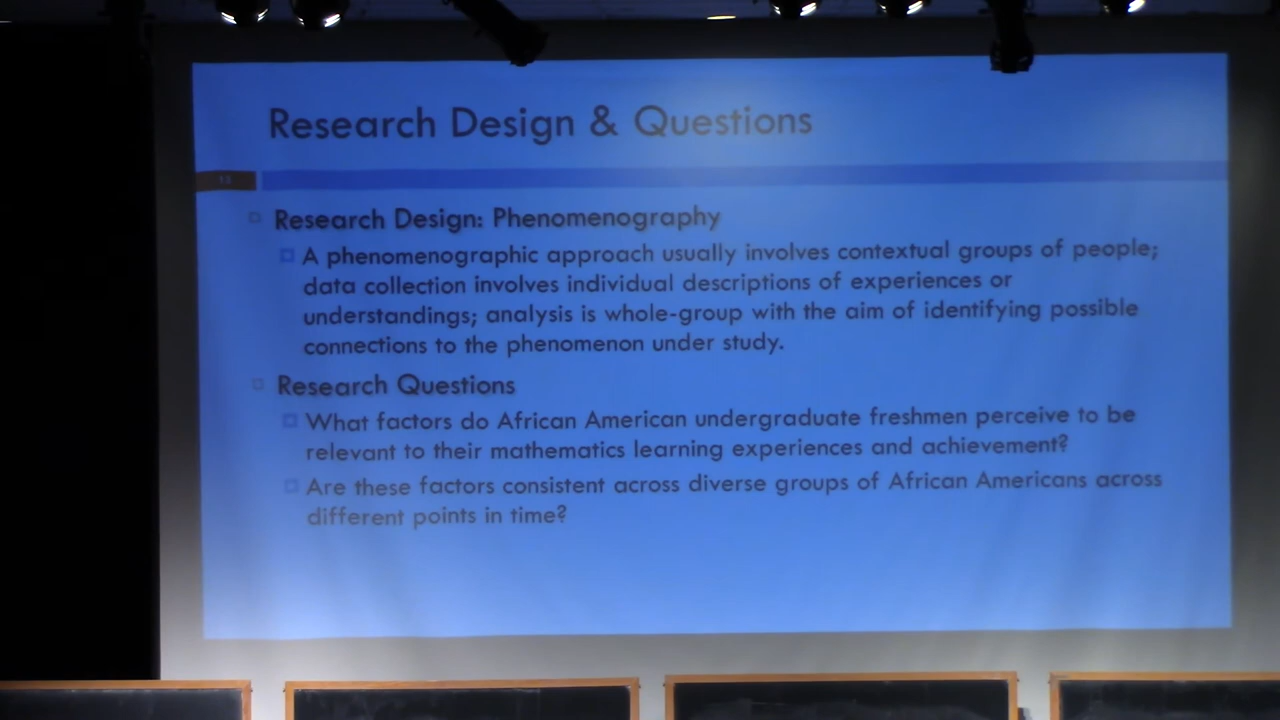 Research Design & Questions
Research Design: Phenomenography
A phenomenographic approach usually involves contextual groups of people;
data collection involves individual descriptions of experiences or
understandings; analysis is whole-group with the aim of identifying possible
connections to the phenomenon under study.
Research Questions
What factors do African American undergraduate freshmen perceive to be
relevant to their mathematics learning experiences and achievement?
Are these factors consistent across diverse groups of African Americans across
different points in time?